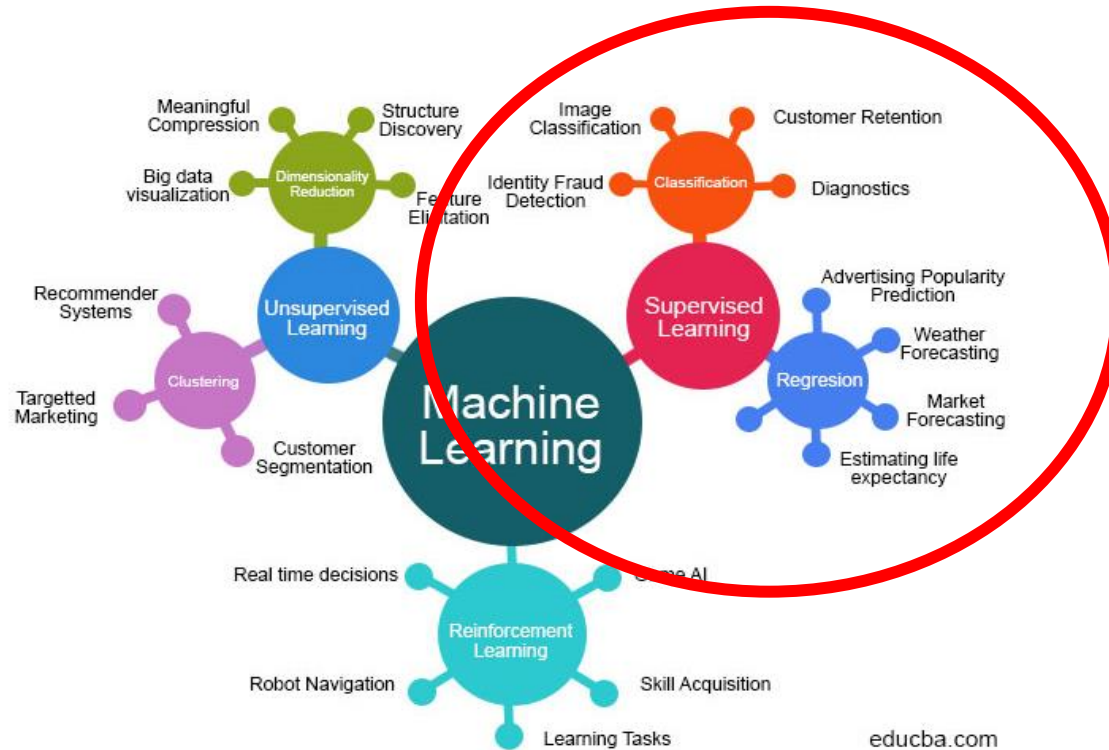 Meaningful
Compression
Structure
Discovery
Big data
visualization
Dimensionality
Reduction
Feature
Recommender
Systems
Unsupervised
Learning
Clustering
Targetted
Marketing
Customer
Segmentation
Machine
Learning
Image
Classification
Customer Retention
Identity Fraud
Detection
Classification
Diagnostics
Supervised
Learning
Advertising Popularity
Prediction
Weather
Forecasting
Regresion
Market
Forecasting
Estimating life
expectancy
Real time decisions
AI
Reinforcement
Learning
Robot Navigation
Skill Acquisition
Learning Tasks
educba.com